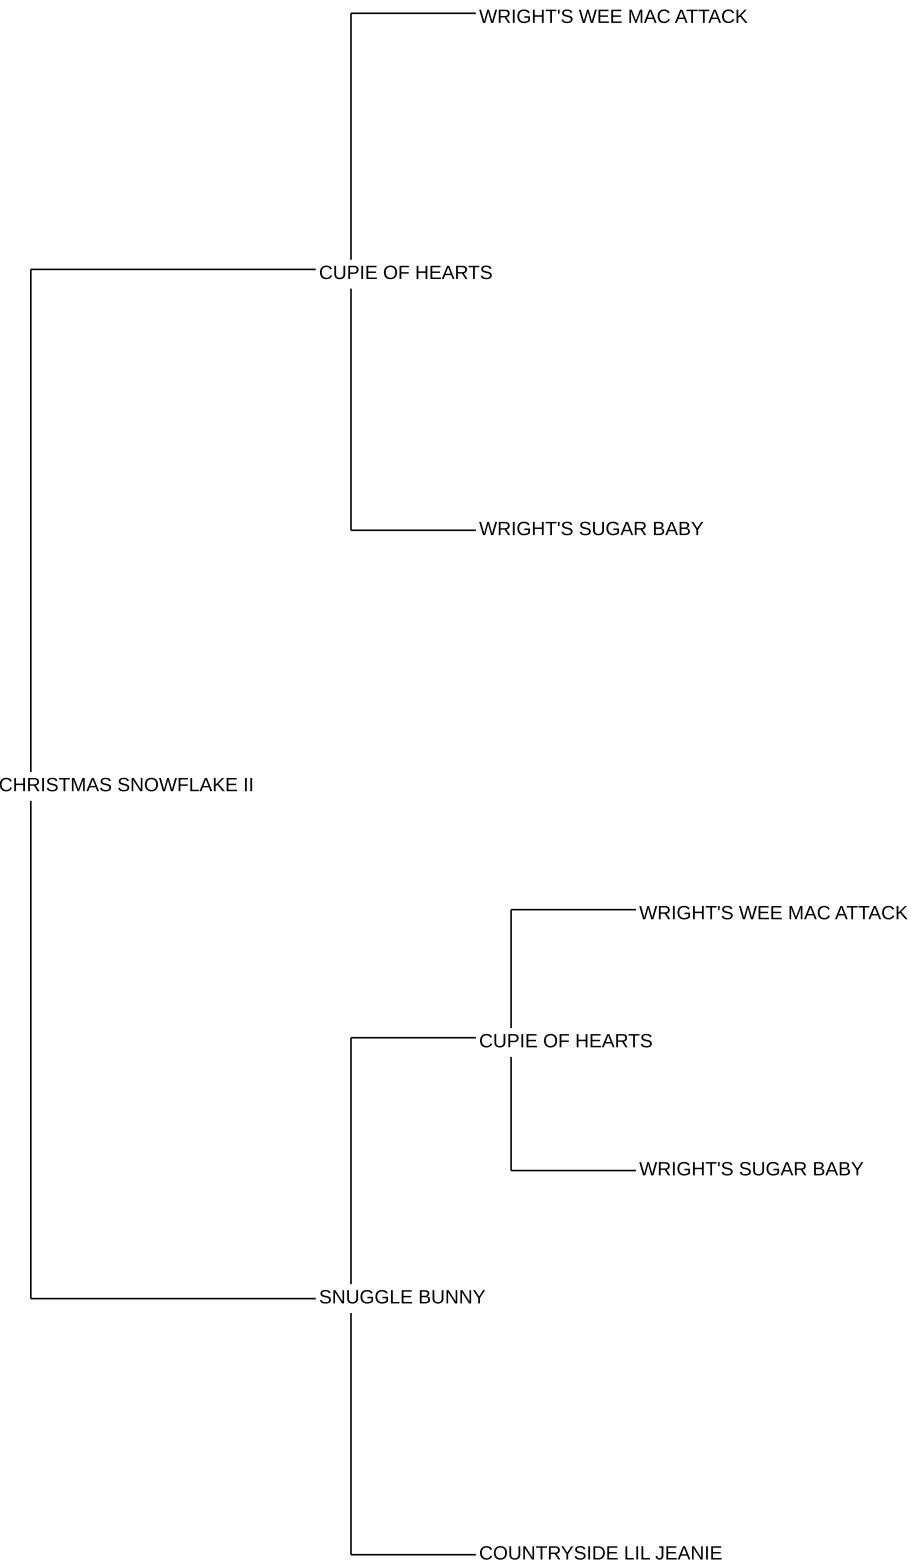 WRIGHT'S WEE MAC ATTACK
CUPIE OF HEARTS
WRIGHT'S SUGAR BABY
CHRISTMAS SNOWFLAKE II
WRIGHT'S WEE MAC ATTACK
CUPIE OF HEARTS
WRIGHT'S SUGAR BABY
SNUGGLE BUNNY
COUNTRYSIDE LIL JEANIE